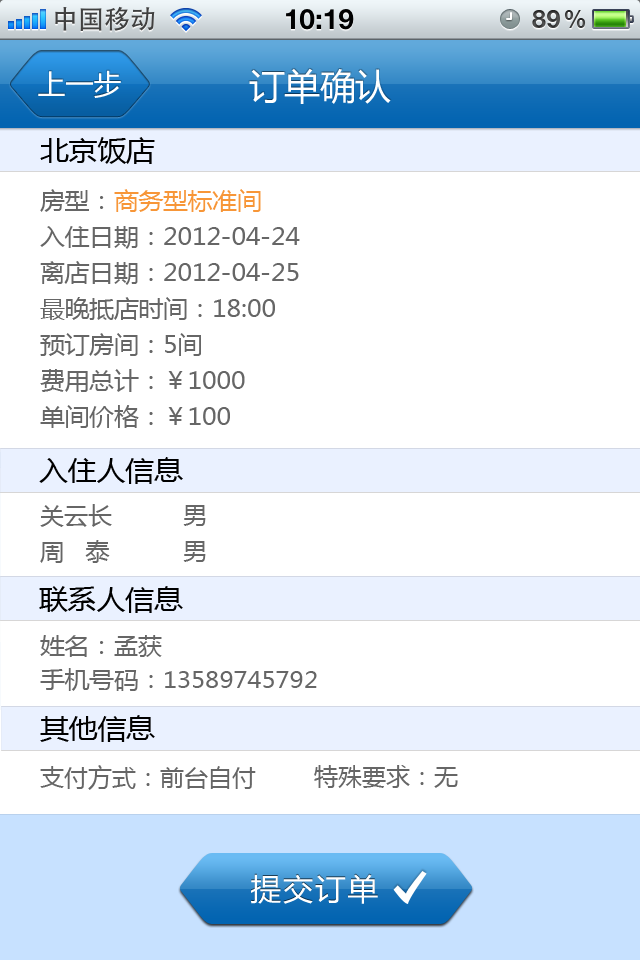 中国移动 10:19 89%
上一步 订单确认
北京饭店
房型：商务型标准间
入住日期：2012-04-24
离店日期：2012-04-25
最晚抵店时间：18:00
预订房间：5间
费用总计：￥1000
单间价格：￥100
入住人信息
关云长 男
周 泰 男
联系人信息
姓名：孟获
手机号码：13589745792
其他信息
支付方式：前台自付 特殊要求：无
提交订单